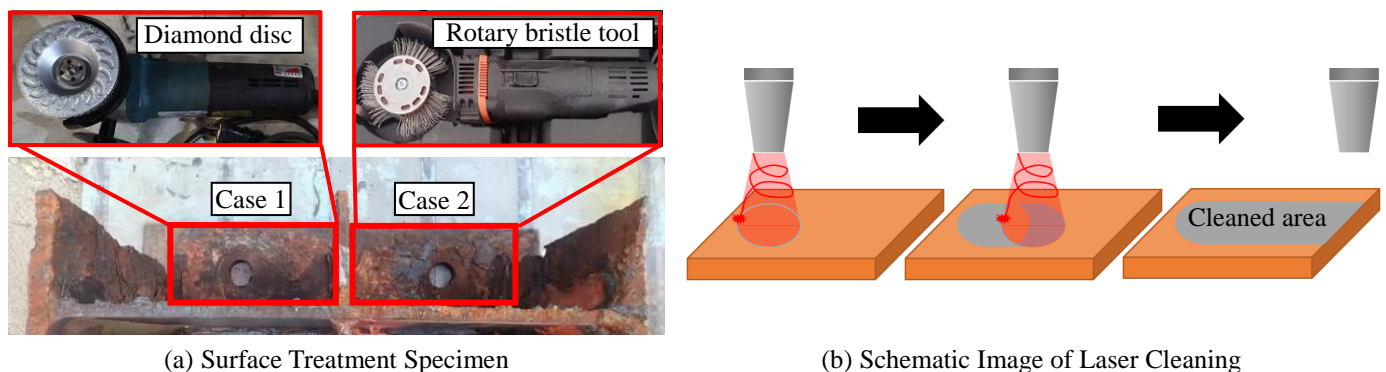 Diamond disc
Rotary bristle tool
Case 1
Case 2
Cleaned area
(a) Surface Treatment Specimen
(b) Schematic Image of Laser Cleaning